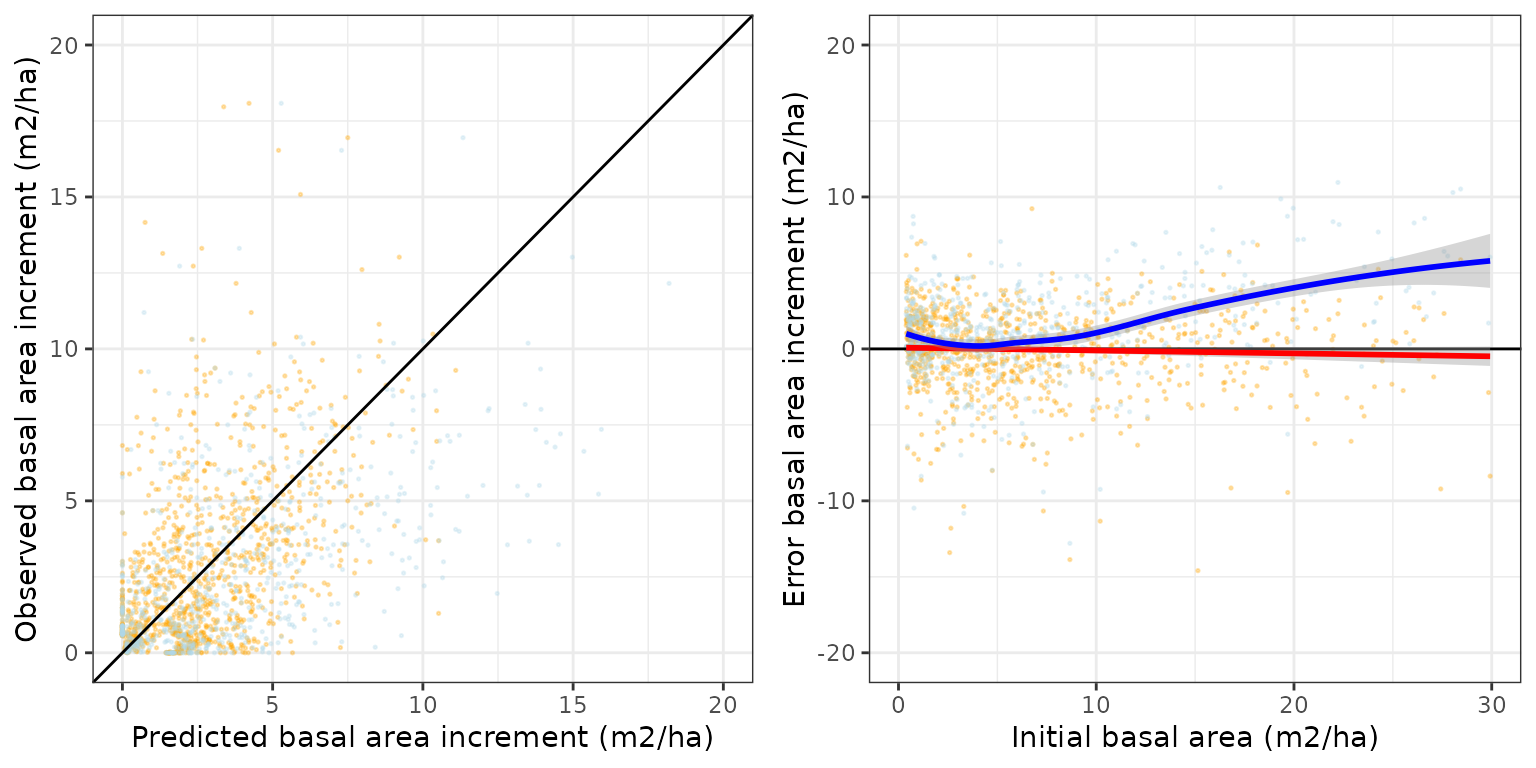 Observed basal area increment (m2/ha)
20
15
10
5
0
0 5 10 15 20
Predicted basal area increment (m2/ha)
Error basal area increment (m2/ha)
20
10
0
-10
-20
0 10 20 30
Initial basal area (m2/ha)